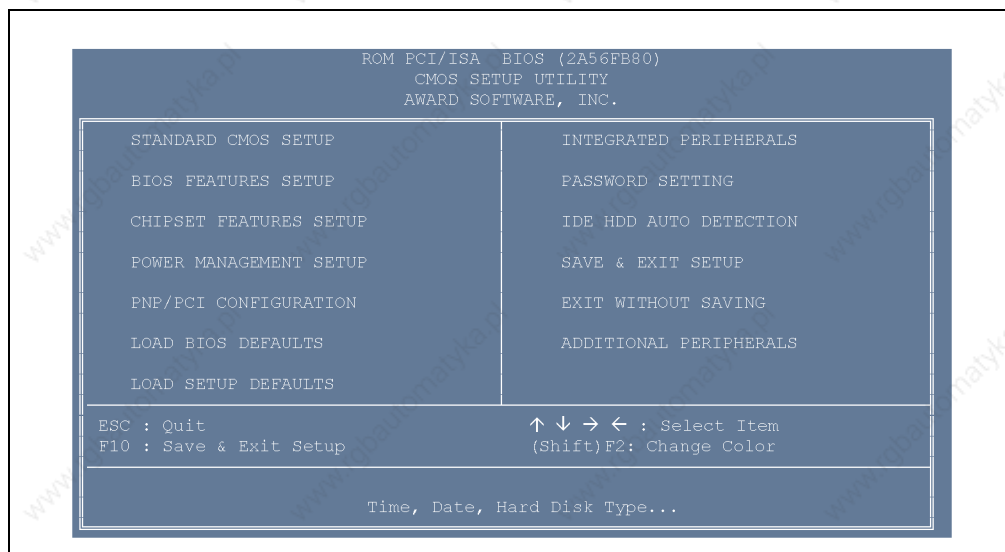 ROM PCI/ISA BIOS (2A56FB80)
CMOS SETUP UTILITY
AWARD SOFTWARE, INC.
STANDARD CMOS SETUP
BIOS FEATURES SETUP
CHIPSET FEATURES SETUP
POWER MANAGEMENT SETUP
PNP/PCI CONFIGURATION
LOAD BIOS DEFAULTS
LOAD SETUP DEFAULTS
INTEGRATED PERIPHERALS
PASSWORD SETTING
IDE HDD AUTO DETECTION
SAVE & EXIT SETUP
EXIT WITHOUT SAVING
ADDITIONAL PERIPHERALS
ESC : Quit
F10 : Save & Exit Setup
↑ ↓ → ← : Select Item
(Shift)F2: Change Color
Time, Date, Hard Disk Type...
www.rgbautomatyka.pl